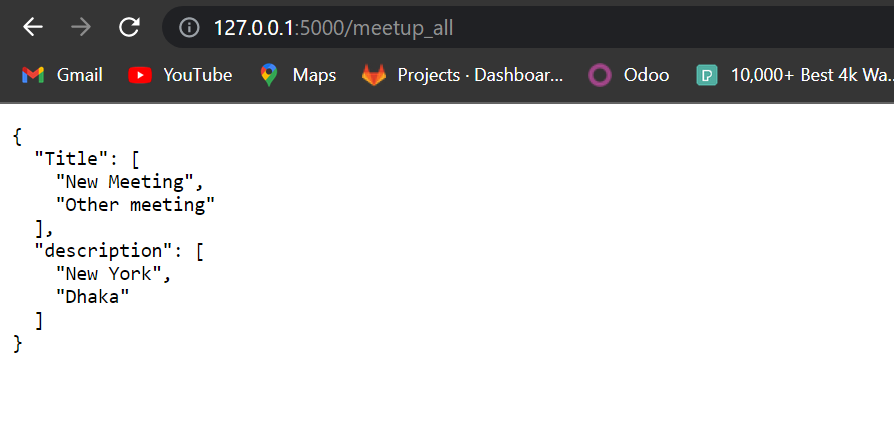 127.0.0.1:5000/meetup_all
Gmail YouTube Maps Projects · Dashboar... Odoo 10,000+ Best 4k Wa..
{
  "Title": [
    "New Meeting",
    "Other meeting"
  ],
  "description": [
    "New York",
    "Dhaka"
  ]
}